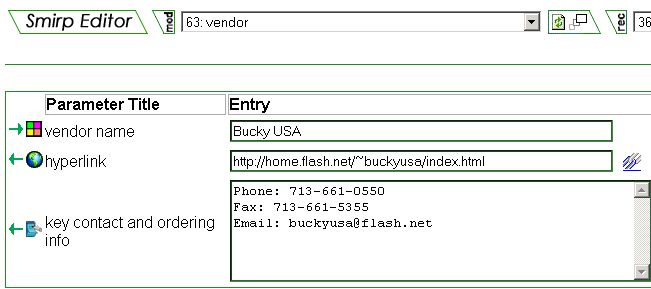 Smirp Editor mod 63: vendor rec 36
Parameter Title Entry
vendor name Bucky USA
hyperlink http://home.flash.net/~buckyusa/index.html
key contact and ordering info
Phone: 713-661-0550
Fax: 713-661-5355
Email: buckyusa@flash.net